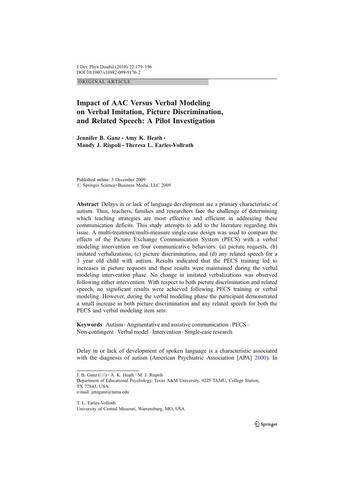 J Dev Phys Disabil (2010) 22:179–196
DOI 10.1007/s10882-009-9176-2
ORIGINAL ARTICLE
Impact of AAC Versus Verbal Modeling
on Verbal Imitation, Picture Discrimination,
and Related Speech: A Pilot Investigation
Jennifer B. Ganz · Amy K. Heath ·
Mandy J. Rispoli · Theresa L. Earles-Vollrath
Published online: 3 December 2009
© Springer Science+Business Media, LLC 2009
Abstract Delays in or lack of language development are a primary characteristic of
autism. Thus, teachers, families and researchers face the challenge of determining
which teaching strategies are most effective and efficient in addressing these
communication deficits. This study attempts to add to the literature regarding this
issue. A multi-treatment/multi-measure single-case design was used to compare the
effects of the Picture Exchange Communication System (PECS) with a verbal
modeling intervention on four communicative behaviors: (a) picture requests, (b)
imitated verbalizations, (c) picture discrimination, and (d) any related speech for a
3 year old child with autism. Results indicated that the PECS training led to
increases in picture requests and these results were maintained during the verbal
modeling intervention phase. No change in imitated verbalizations was observed
following either intervention. With respect to both picture discrimination and related
speech, no significant results were achieved following PECS training or verbal
modeling. However, during the verbal modeling phase the participant demonstrated
a small increase in both picture discrimination and any related speech for both the
PECS and verbal modeling item sets.
Keywords Autism · Augmentative and assistive communication · PECS ·
Non-contingent · Verbal model · Intervention · Single-case research
Delay in or lack of development of spoken language is a characteristic associated
with the diagnosis of autism (American Psychiatric Association [APA] 2000). In
J. B. Ganz (✉) · A. K. Heath · M. J. Rispoli
Department of Educational Psychology, Texas A&M University, 4225 TAMU, College Station,
TX 77843, USA
e-mail: jeniganz@tamu.edu
T. L. Earles-Vollrath
University of Central Missouri, Warrensburg, MO, USA
Springer